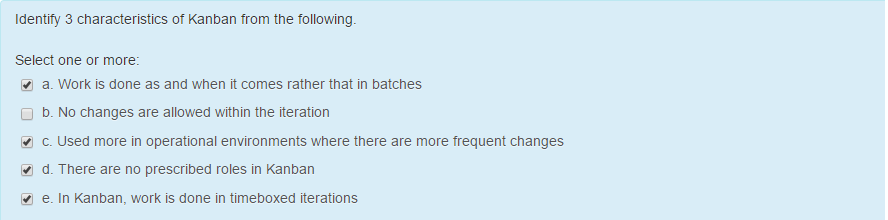 Identify 3 characteristics of Kanban from the following.
Select one or more:
a. Work is done as and when it comes rather that in batches
b. No changes are allowed within the iteration
c. Used more in operational environments where there are more frequent changes
d. There are no prescribed roles in Kanban
e. In Kanban, work is done in timeboxed iterations